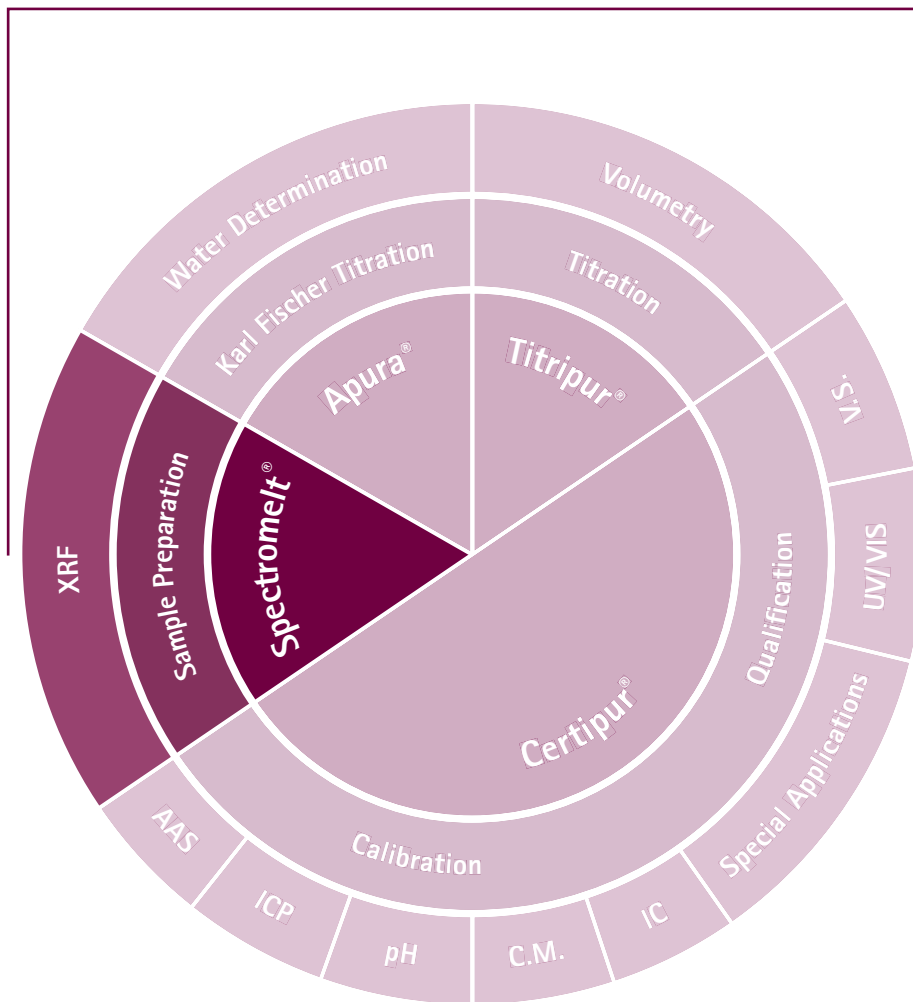 Water Determination
Volumetry
Karl Fischer Titration
Titration
Apura®
Titripur®
V.S.
XRF
Sample Preparation
Spectromelt®
UV/VIS
Qualification
Certipur®
Special Applications
Calibration
AAS
ICP
pH
C.M.
IC